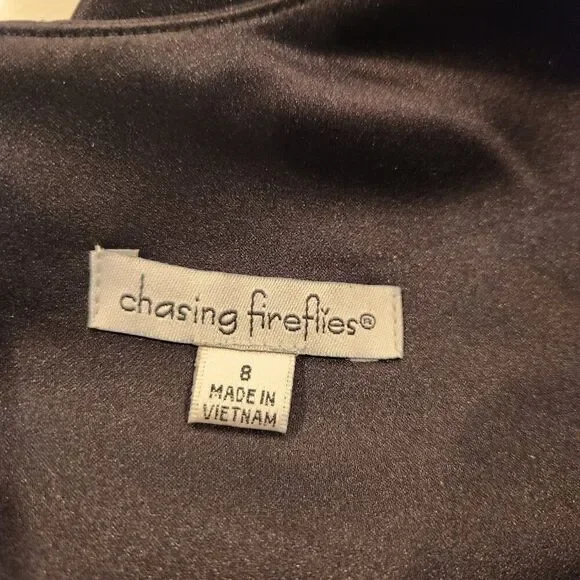 chasing fireflies®
8
MADE IN
VIETNAM